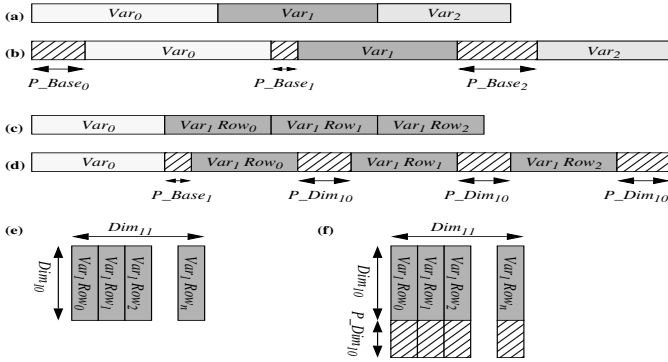 (a) Var0 Var1 Var2
(b) Var0 Var1 Var2
P_Base0 P_Base1 P_Base2
(c) Var0 Var1 Row0 Var1 Row1 Var1 Row2
(d) Var0 Var1 Row0 Var1 Row1 Var1 Row2
P_Base1 P_Dim10 P_Dim10 P_Dim10
(e) Dim11
Dim10 Var1 Row0 Var1 Row1 Var1 Row2 Var1 Rown
(f) Dim11
Dim10 Var1 Row0 Var1 Row1 Var1 Row2 Var1 Rown
P_Dim10